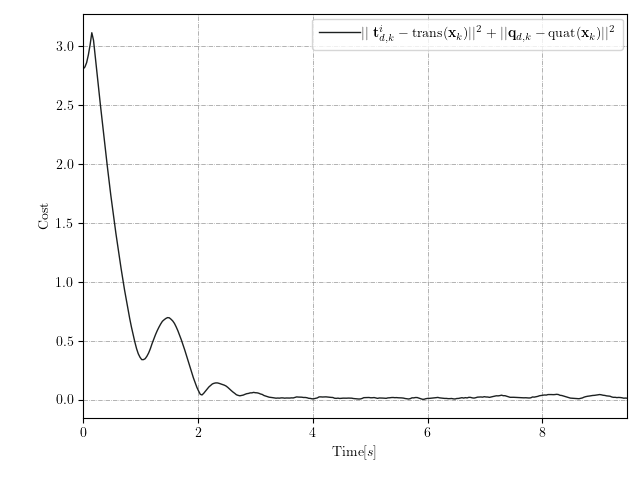 || t^i_{d,k} − trans(x_k)||^2 + ||q_{d,k} − quat(x_k)||^2
3.0
2.5
2.0
1.5
1.0
0.5
0.0
Cost
0 2 4 6 8
Time[s]